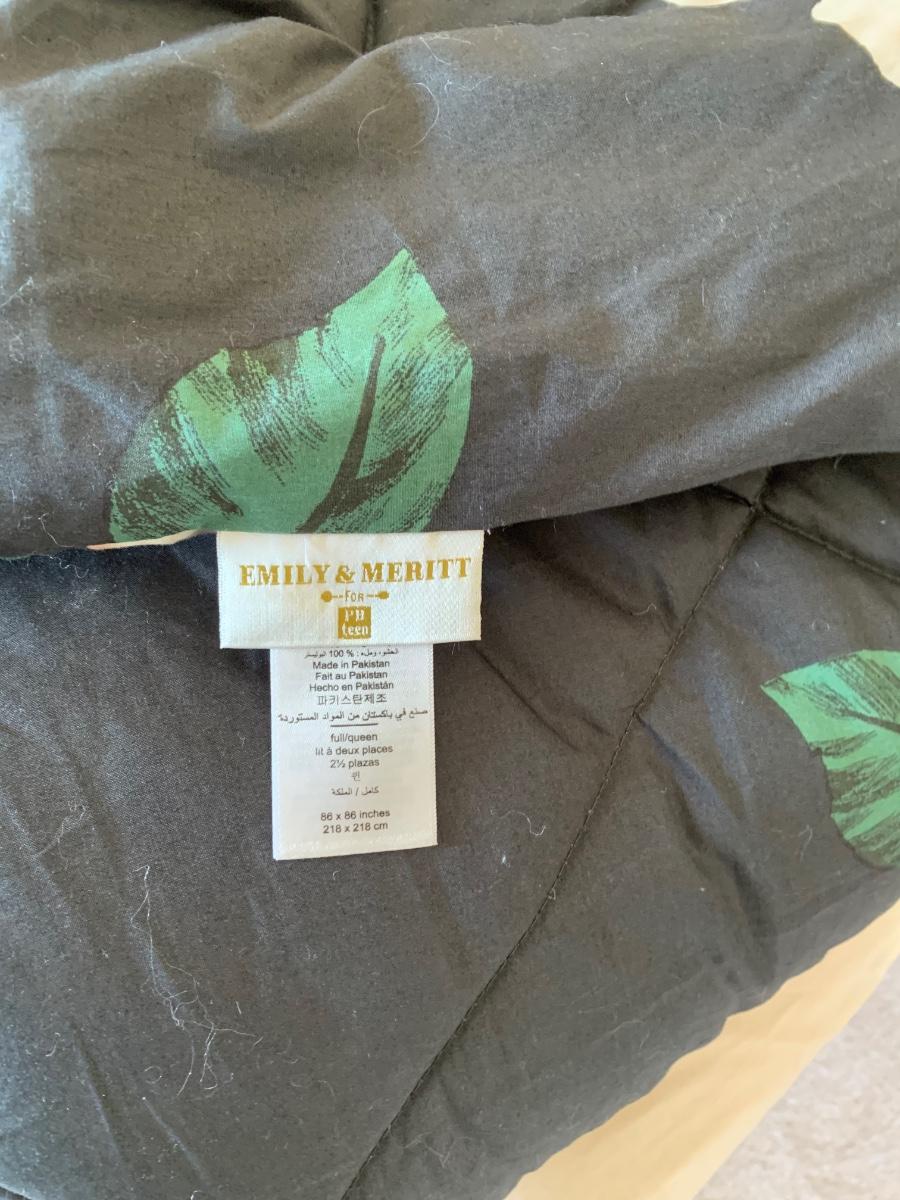 EMILY & MERITT
FOR
PB
teen
الحشو، وملء: % 100 البوليستر
Made in Pakistan
Fait au Pakistan
Hecho en Pakistán
파키스탄제조
صنع في باكستان من المواد المستوردة
full/queen
lit à deux places
2½ plazas
퀸
كامل / الملكة
86 x 86 inches
218 x 218 cm